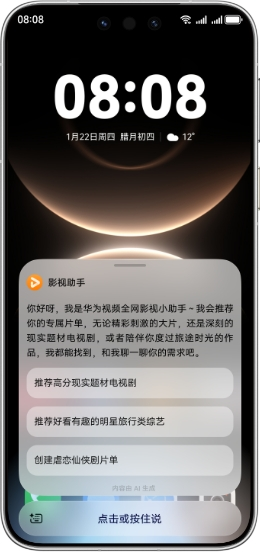 08:08
08:08
1月22日周四 腊月初四 12°
影视助手
你好呀，我是华为视频全网影视小助手~我会推荐
你的专属片单，无论精彩刺激的大片，还是深刻的
现实题材电视剧，或者陪伴你度过旅途时光的作
品，我都能找到，和我聊一聊你的需求吧。
推荐高分现实题材电视剧
推荐好看有趣的明星旅行类综艺
创建虐恋仙侠剧片单
内容由 AI 生成
点击或按住说